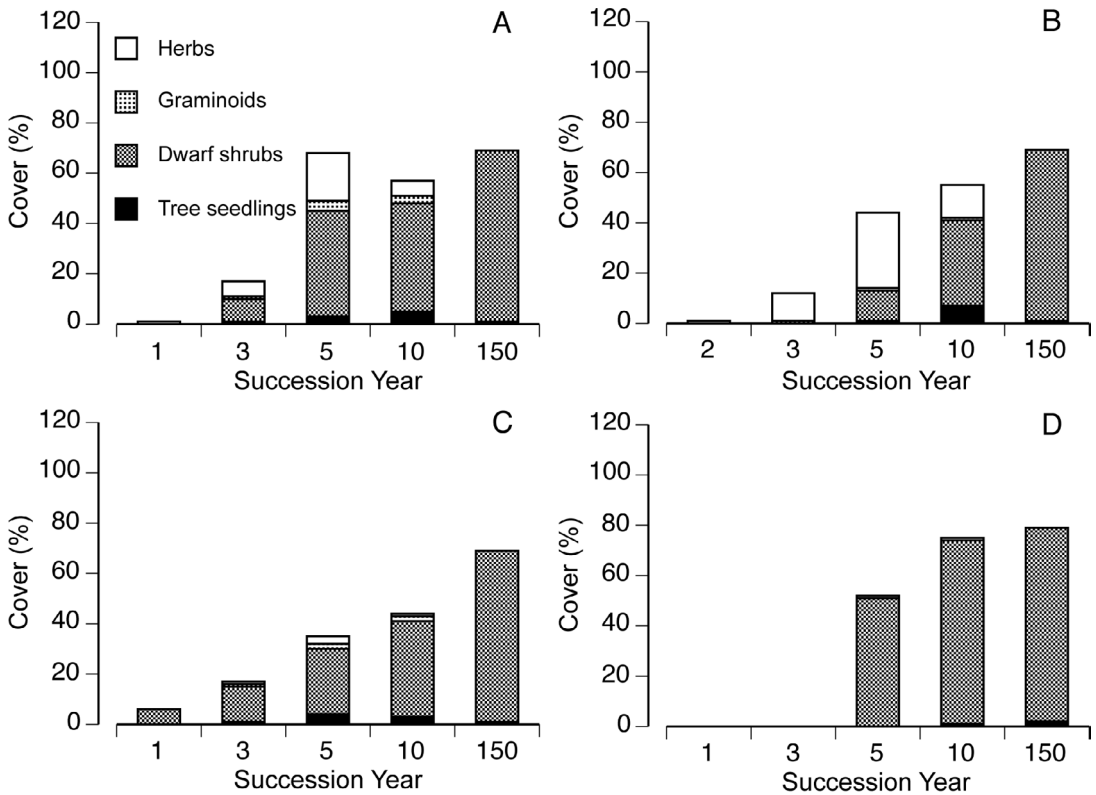 A
120
100
80
60
40
20
0
Cover (%)
Herbs
Graminoids
Dwarf shrubs
Tree seedlings
1 3 5 10 150
Succession Year
B
120
100
80
60
40
20
0
Cover (%)
2 3 5 10 150
Succession Year
C
120
100
80
60
40
20
0
Cover (%)
1 3 5 10 150
Succession Year
D
120
100
80
60
40
20
0
Cover (%)
1 3 5 10 150
Succession Year